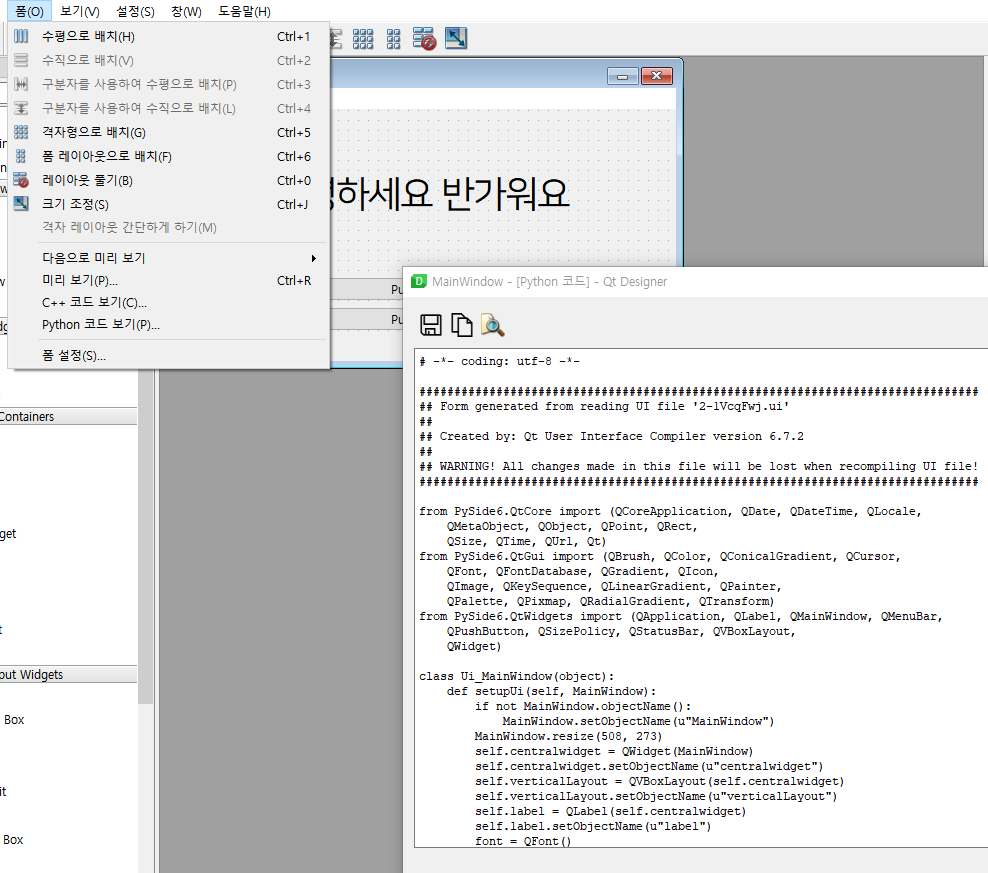 폼(O) 보기(V) 설정(S) 창(W) 도움말(H)
수평으로 배치(H) Ctrl+1
수직으로 배치(V) Ctrl+2
구분자를 사용하여 수평으로 배치(P) Ctrl+3
구분자를 사용하여 수직으로 배치(L) Ctrl+4
격자형으로 배치(G) Ctrl+5
폼 레이아웃으로 배치(F) Ctrl+6
레이아웃 풀기(B) Ctrl+0
크기 조정(S) Ctrl+J
격자 레이아웃 간단하게 하기(M)
다음으로 미리 보기
미리 보기(P)... Ctrl+R
C++ 코드 보기(C)...
Python 코드 보기(P)...
폼 설정(S)...
하세요 반가워요
Pu
Pu
Containers
get
t
put Widgets
Box
it
Box
MainWindow - [Python 코드] - Qt Designer
# -*- coding: utf-8 -*-
################################################################################
## Form generated from reading UI file '2-1VcqFwj.ui'
##
## Created by: Qt User Interface Compiler version 6.7.2
##
## WARNING! All changes made in this file will be lost when recompiling UI file!
################################################################################
from PySide6.QtCore import (QCoreApplication, QDate, QDateTime, QLocale,
QMetaObject, QObject, QPoint, QRect,
QSize, QTime, QUrl, Qt)
from PySide6.QtGui import (QBrush, QColor, QConicalGradient, QCursor,
QFont, QFontDatabase, QGradient, QIcon,
QImage, QKeySequence, QLinearGradient, QPainter,
QPalette, QPixmap, QRadialGradient, QTransform)
from PySide6.QtWidgets import (QApplication, QLabel, QMainWindow, QMenuBar,
QPushButton, QSizePolicy, QStatusBar, QVBoxLayout,
QWidget)
class Ui_MainWindow(object):
def setupUi(self, MainWindow):
if not MainWindow.objectName():
MainWindow.setObjectName(u"MainWindow")
MainWindow.resize(508, 273)
self.centralwidget = QWidget(MainWindow)
self.centralwidget.setObjectName(u"centralwidget")
self.verticalLayout = QVBoxLayout(self.centralwidget)
self.verticalLayout.setObjectName(u"verticalLayout")
self.label = QLabel(self.centralwidget)
self.label.setObjectName(u"label")
font = QFont()